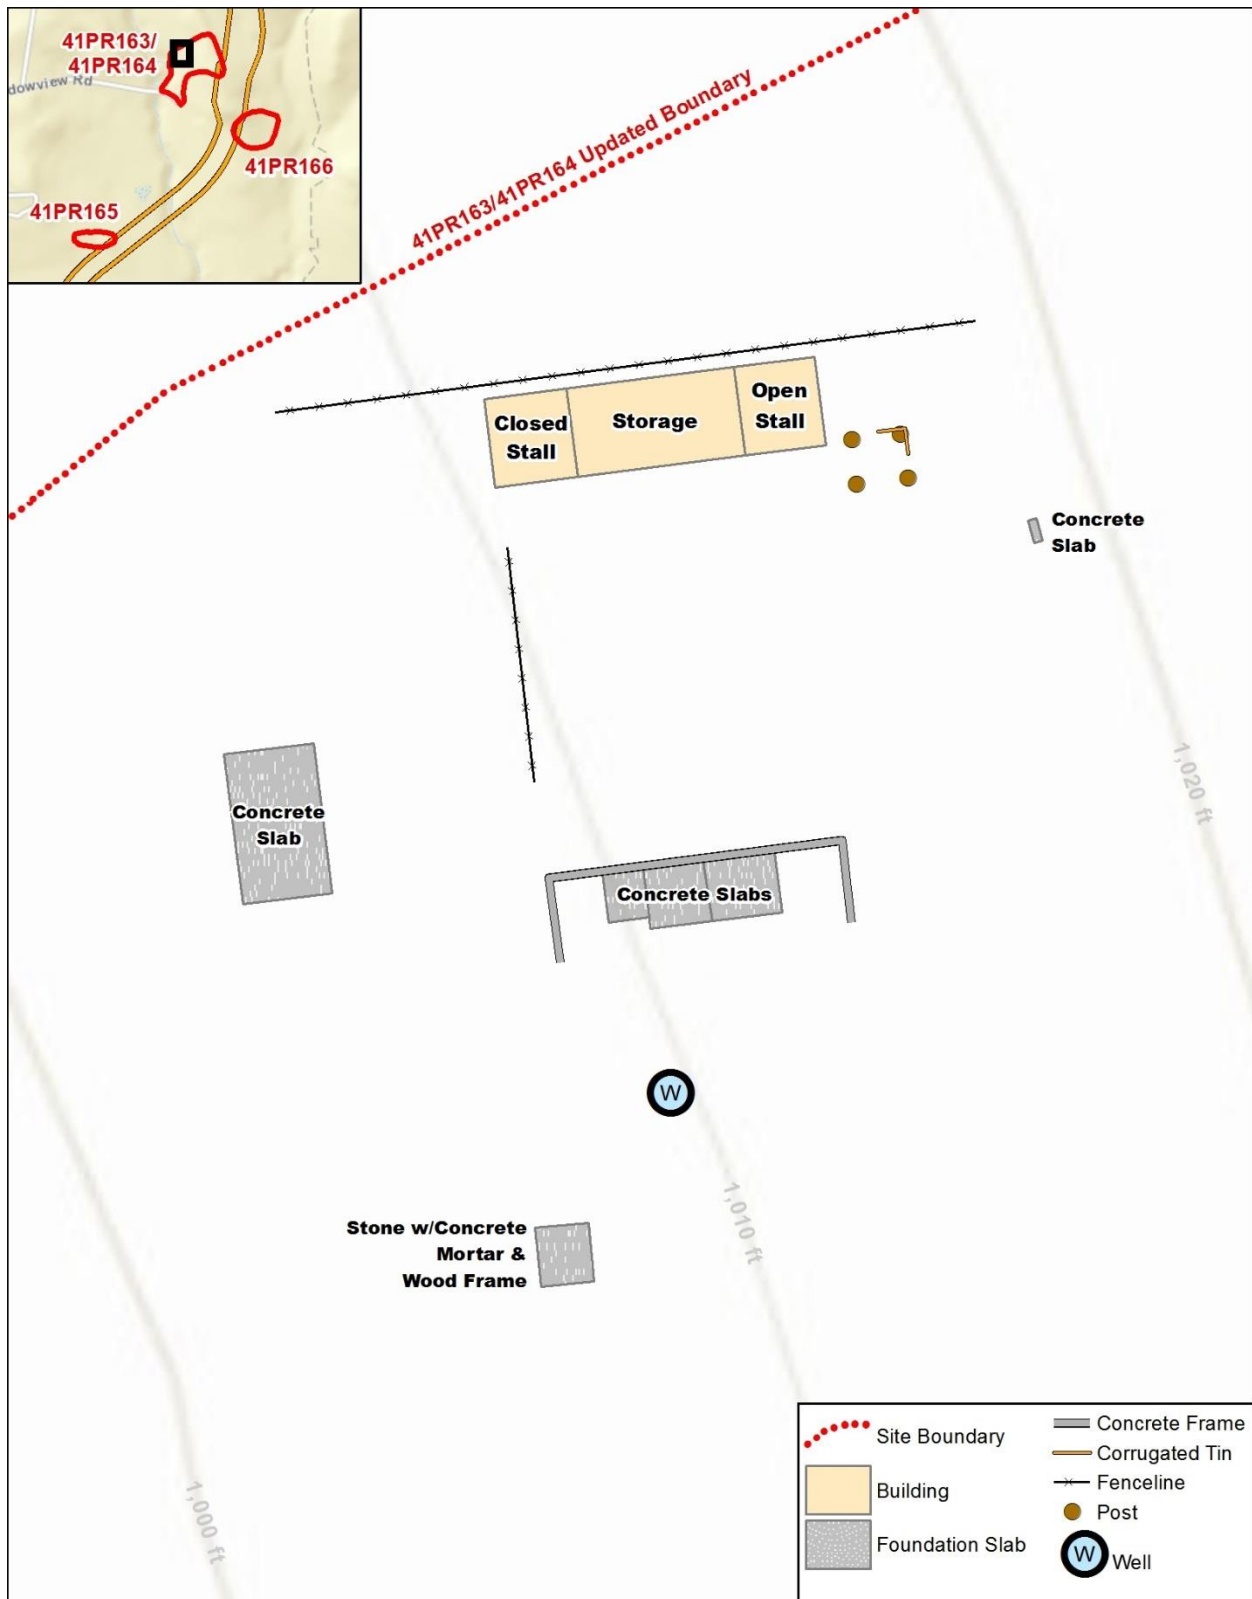 41PR163/
41PR164
dowview Rd
41PR166
41PR165
41PR163/41PR164 Updated Boundary
Closed
Stall
Storage
Open
Stall
Concrete
Slab
1,020 ft
Concrete
Slab
Concrete Slabs
W
1,010 ft
Stone w/Concrete
Mortar &
Wood Frame
1,000 ft
Site Boundary
Building
Foundation Slab
Concrete Frame
Corrugated Tin
Fenceline
Post
W
Well